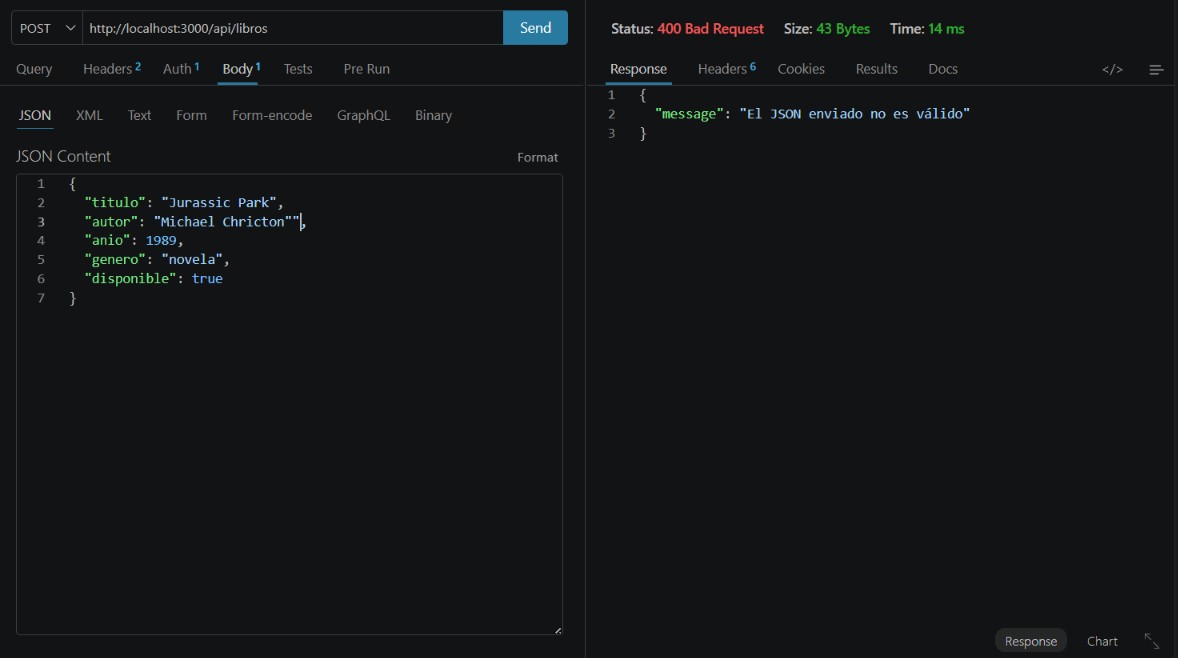 POST http://localhost:3000/api/libros Send
Query Headers 2 Auth 1 Body 1 Tests Pre Run
JSON XML Text Form Form-encode GraphQL Binary
JSON Content Format
1 {
2 "titulo": "Jurassic Park",
3 "autor": "Michael Chricton"",
4 "anio": 1989,
5 "genero": "novela",
6 "disponible": true
7 }
Status: 400 Bad Request Size: 43 Bytes Time: 14 ms
Response Headers 6 Cookies Results Docs </>
1 {
2 "message": "El JSON enviado no es válido"
3 }
Response Chart